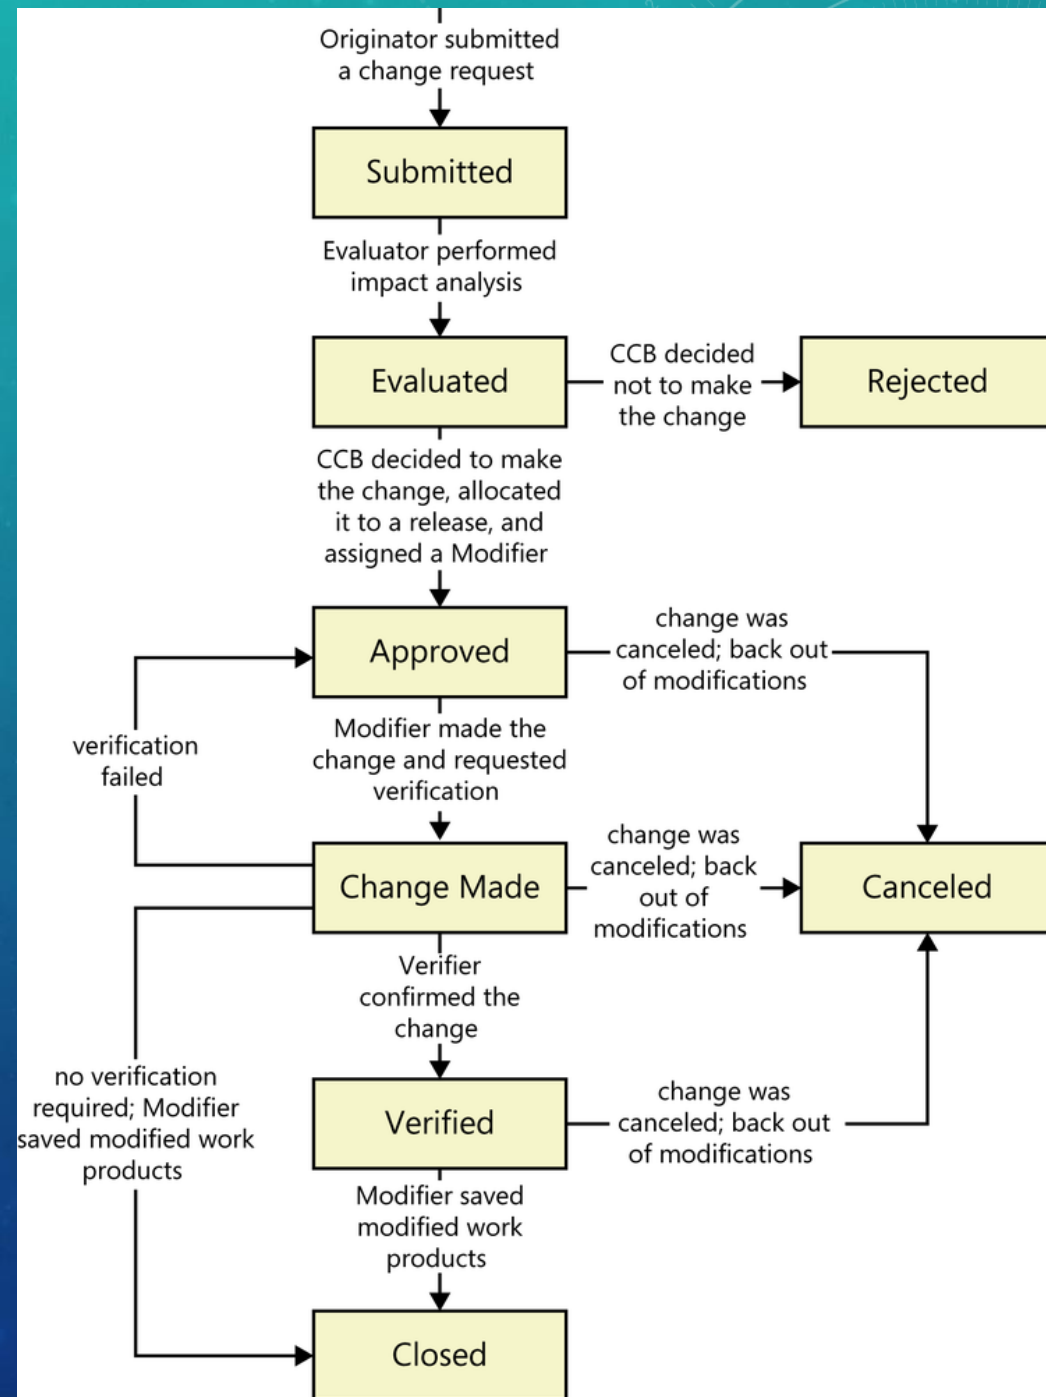 Originator submitted
a change request
Submitted
Evaluator performed
impact analysis
Evaluated
CCB decided
not to make
the change
Rejected
CCB decided to make
the change, allocated
it to a release, and
assigned a Modifier
Approved
change was
canceled; back out
of modifications
verification
failed
Modifier made the
change and requested
verification
Change Made
change was
canceled; back
out of
modifications
Canceled
Verifier
confirmed the
change
no verification
required; Modifier
saved modified work
products
Verified
change was
canceled; back out
of modifications
Modifier saved
modified work
products
Closed